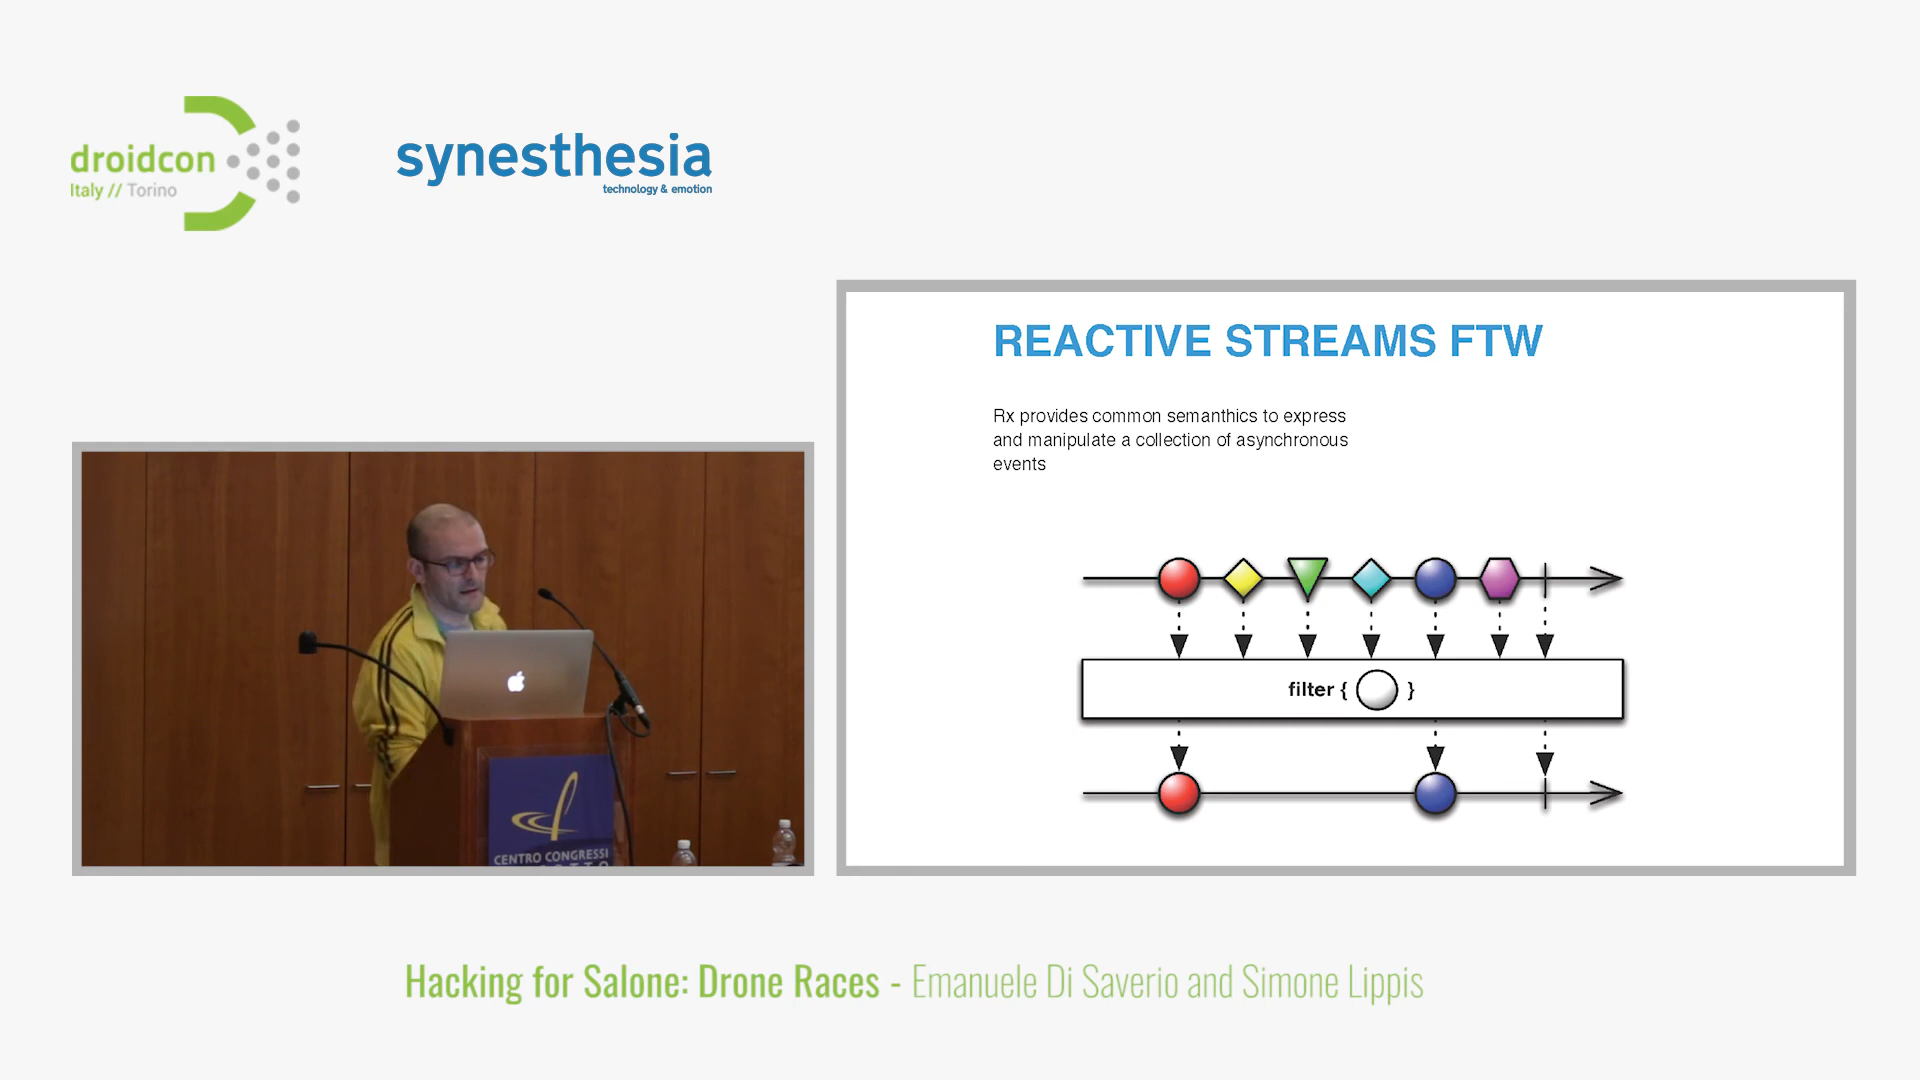 droidcon
Italy // Torino
synesthesia
technology & emotion
REACTIVE STREAMS FTW
Rx provides common semanthics to express
and manipulate a collection of asynchronous
events
filter { }
CENTRO CONGRESSI
Hacking for Salone: Drone Races - Emanuele Di Saverio and Simone Lippis